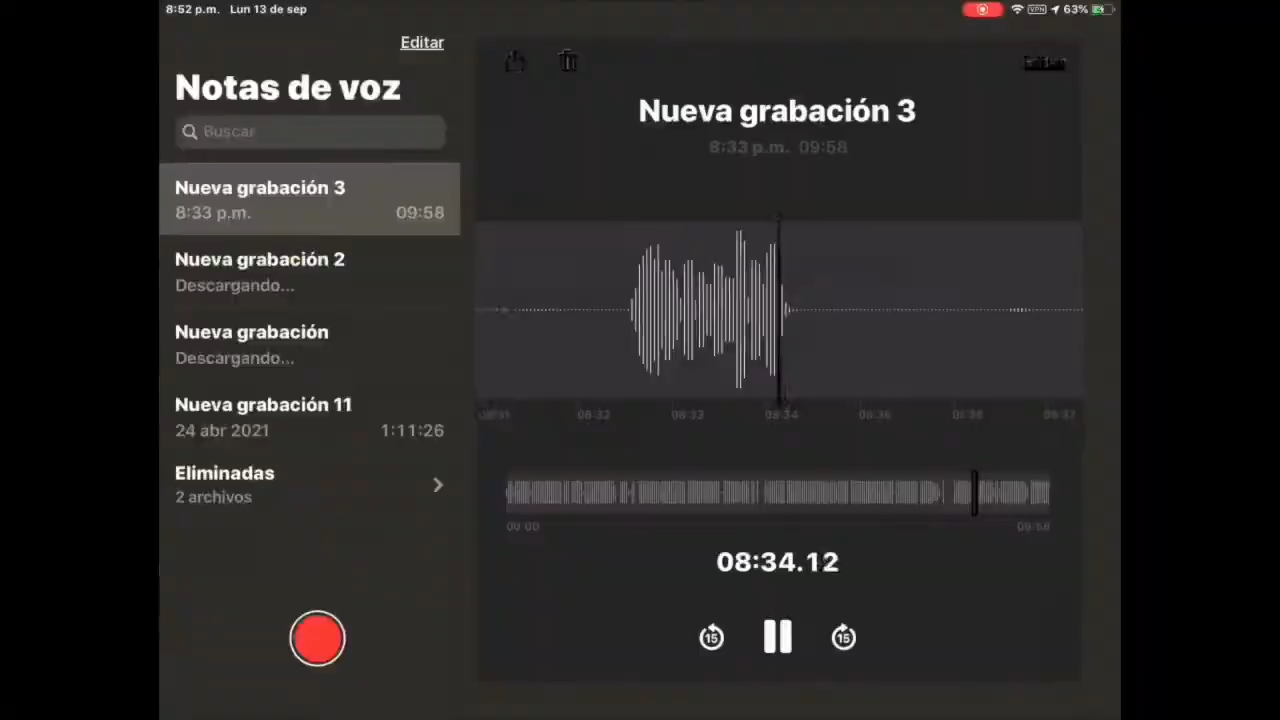 8:52 p.m. Lun 13 de sep
VPN 63%
Editar
Notas de voz
Buscar
Nueva grabación 3
8:33 p.m. 09:58
Nueva grabación 2
Descargando...
Nueva grabación
Descargando...
Nueva grabación 11
24 abr 2021 1:11:26
Eliminadas
2 archivos
Editar
Nueva grabación 3
8:33 p.m. 09:58
08:32 08:33 08:34 08:36 08:37
00:00 09:58
08:34.12
15 15